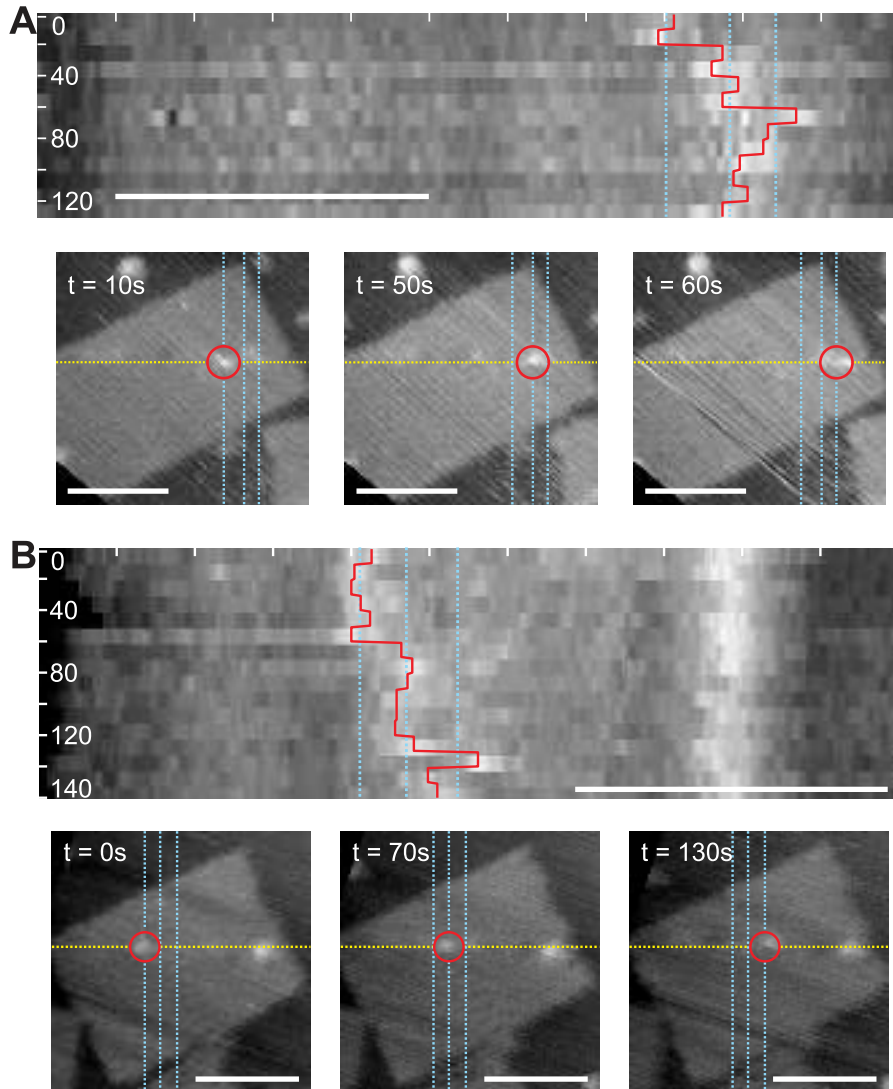 A
0
40
80
120
t = 10s
t = 50s
t = 60s
B
0
40
80
120
140
t = 0s
t = 70s
t = 130s